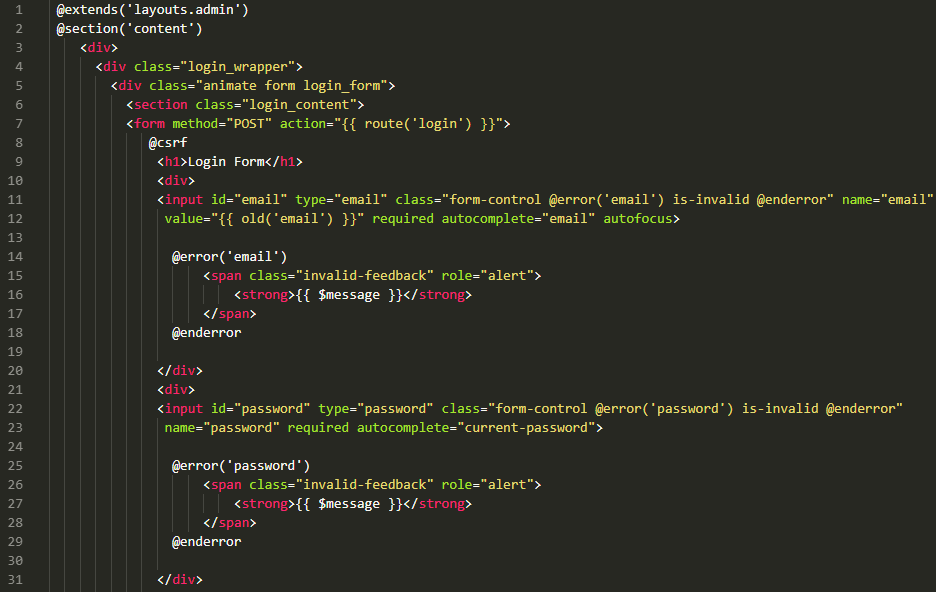 1 @extends('layouts.admin')
2 @section('content')
3 <div>
4 <div class="login_wrapper">
5 <div class="animate form login_form">
6 <section class="login_content">
7 <form method="POST" action="{{ route('login') }}">
8 @csrf
9 <h1>Login Form</h1>
10 <div>
11 <input id="email" type="email" class="form-control @error('email') is-invalid @enderror" name="email"
12 value="{{ old('email') }}" required autocomplete="email" autofocus>
13
14 @error('email')
15 <span class="invalid-feedback" role="alert">
16 <strong>{{ $message }}</strong>
17 </span>
18 @enderror
19
20 </div>
21 <div>
22 <input id="password" type="password" class="form-control @error('password') is-invalid @enderror"
23 name="password" required autocomplete="current-password">
24
25 @error('password')
26 <span class="invalid-feedback" role="alert">
27 <strong>{{ $message }}</strong>
28 </span>
29 @enderror
30
31 </div>